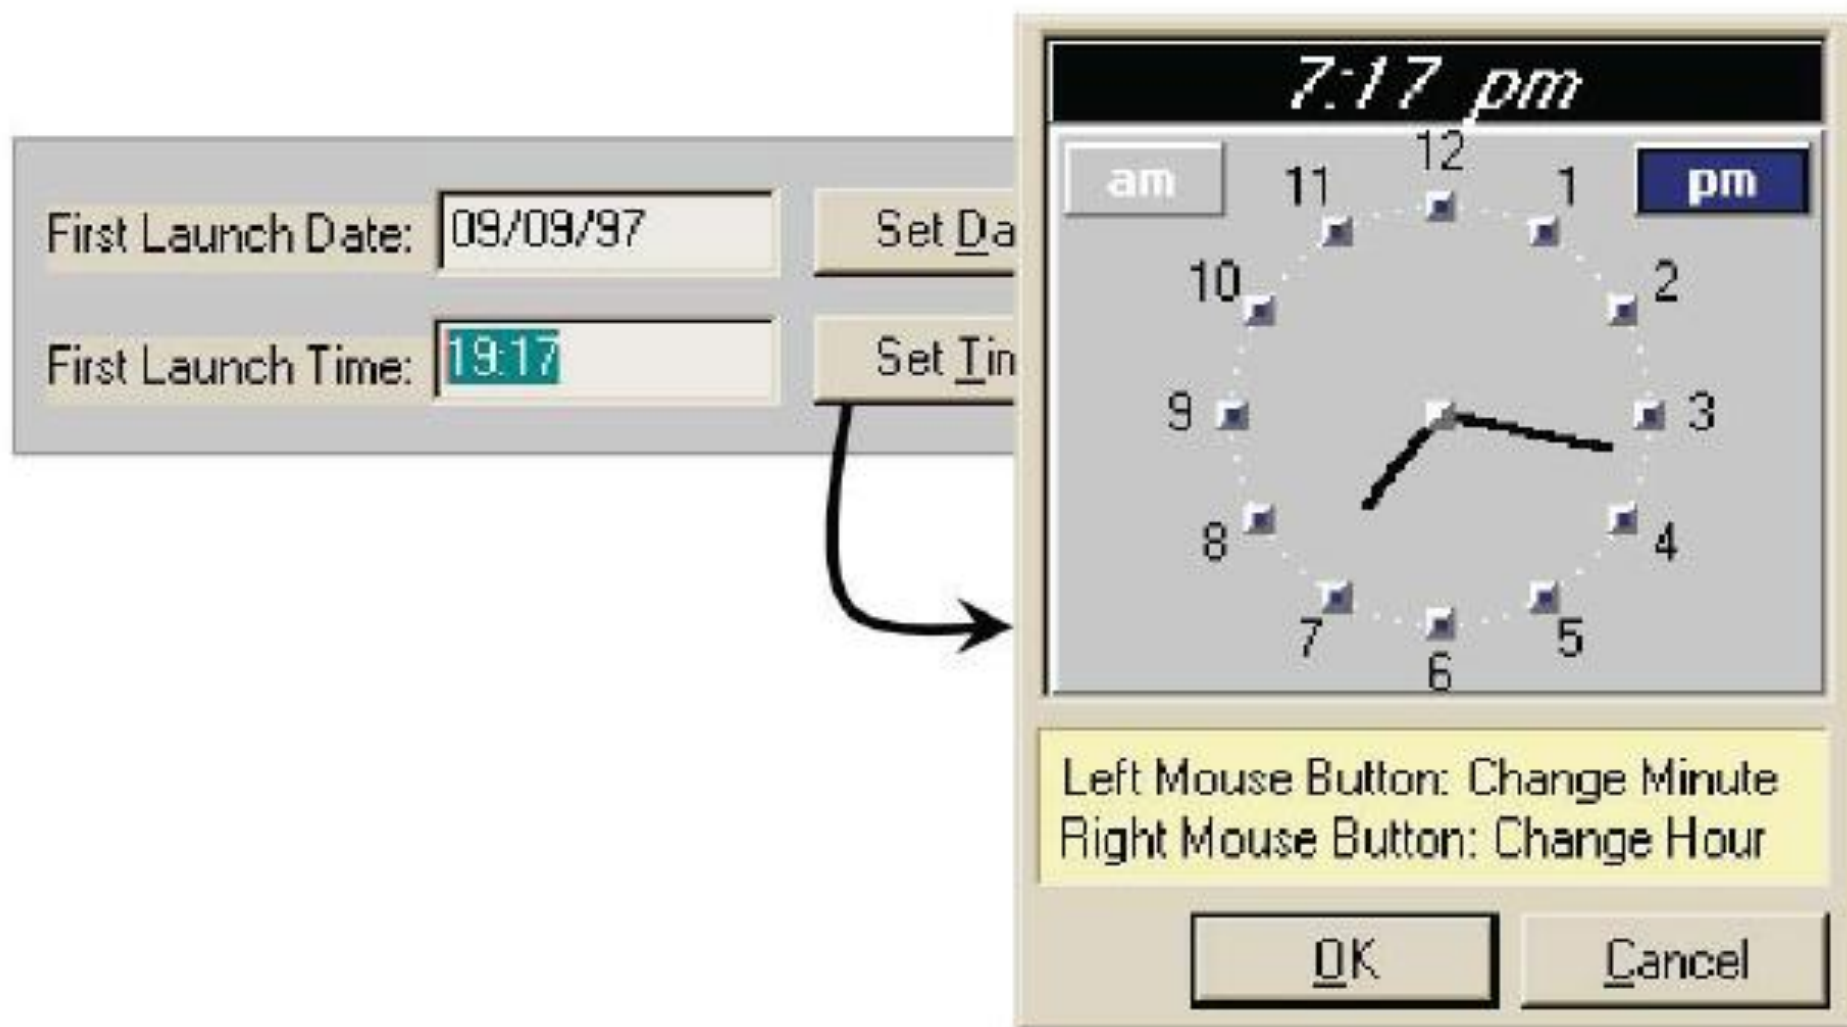 First Launch Date: 09/09/97 Set Da
First Launch Time: 19:17 Set Tin
7:17 pm
am
pm
12
1
2
3
4
5
6
7
8
9
10
11
Left Mouse Button: Change Minute
Right Mouse Button: Change Hour
OK Cancel